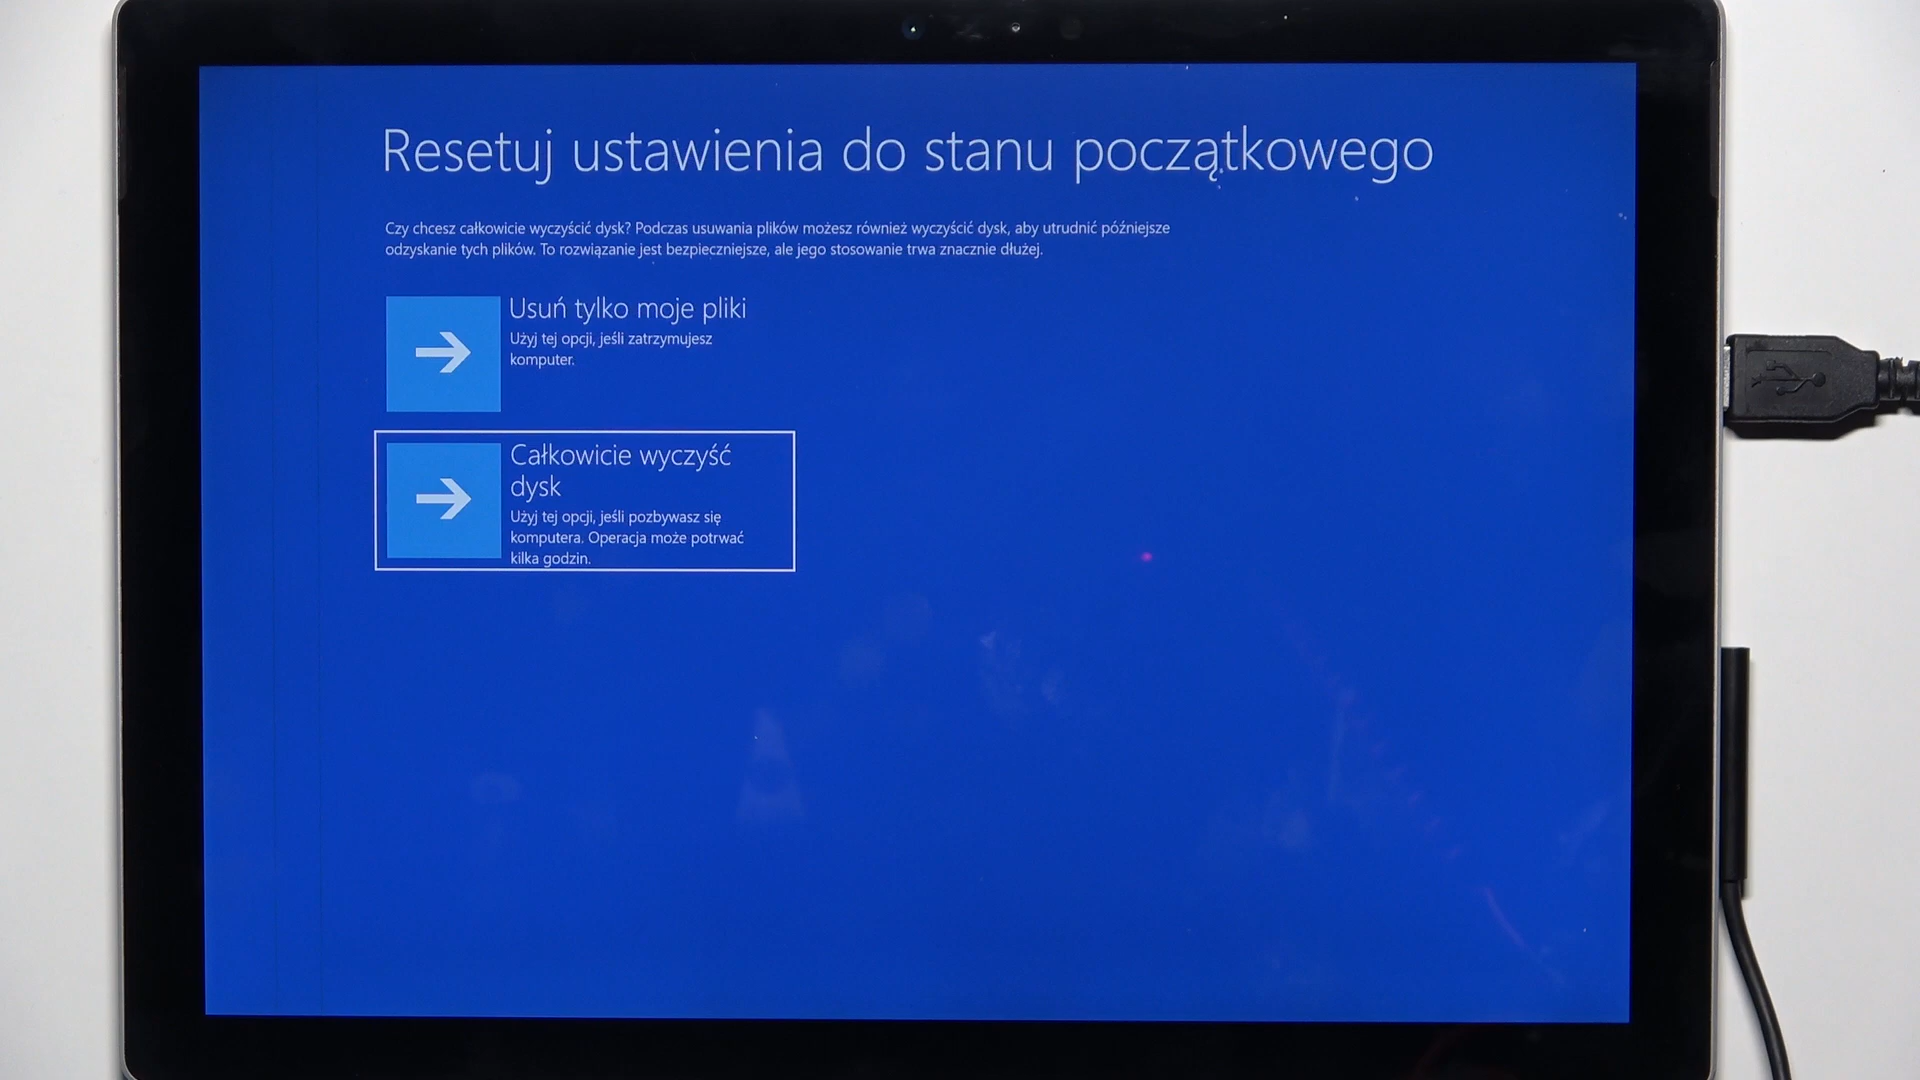 Resetuj ustawienia do stanu początkowego
Czy chcesz całkowicie wyczyścić dysk? Podczas usuwania plików możesz również wyczyścić dysk, aby utrudnić późniejsze
odzyskanie tych plików. To rozwiązanie jest bezpieczniejsze, ale jego stosowanie trwa znacznie dłużej.
Usuń tylko moje pliki
Użyj tej opcji, jeśli zatrzymujesz
komputer.
Całkowicie wyczyść
dysk
Użyj tej opcji, jeśli pozbywasz się
komputera. Operacja może potrwać
kilka godzin.